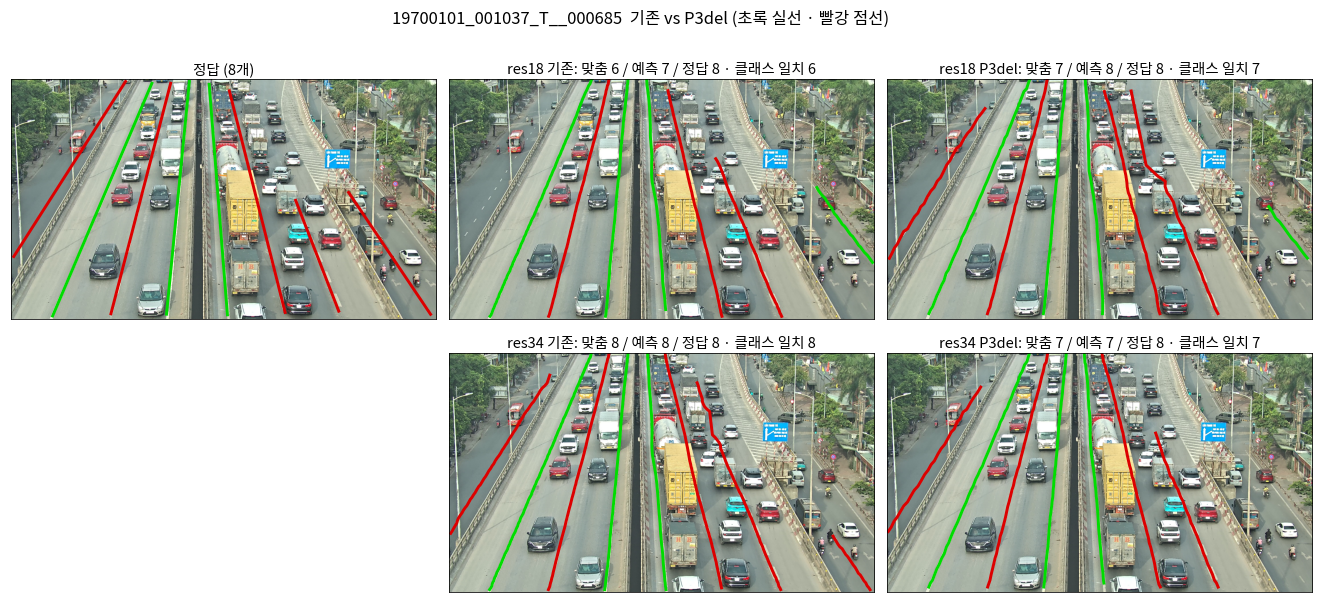 19700101_001037_T__000685 기존 vs P3del (초록 실선 · 빨강 점선)
정답 (8개)
res18 기존: 맞춤 6 / 예측 7 / 정답 8 · 클래스 일치 6
res18 P3del: 맞춤 7 / 예측 8 / 정답 8 · 클래스 일치 7
res34 기존: 맞춤 8 / 예측 8 / 정답 8 · 클래스 일치 8
res34 P3del: 맞춤 7 / 예측 7 / 정답 8 · 클래스 일치 7